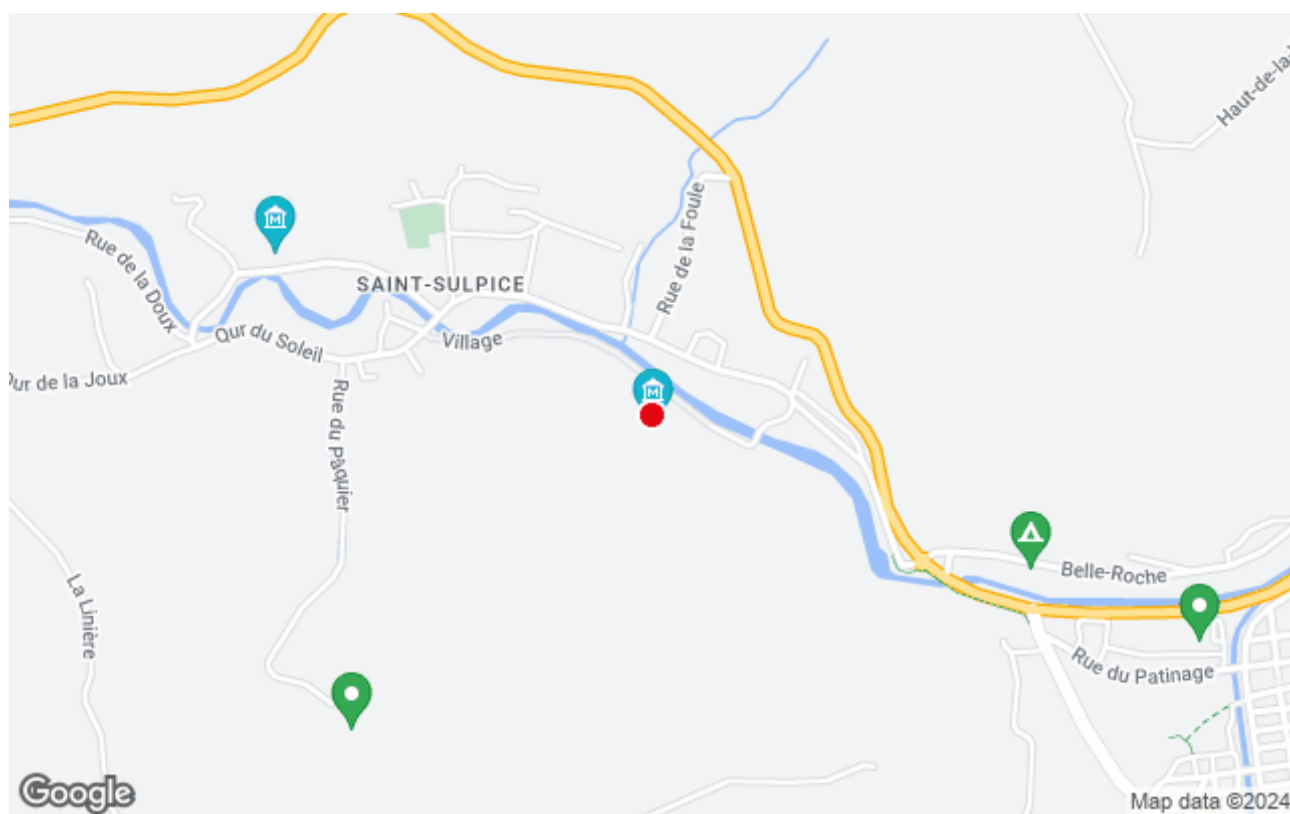 Haut-de-la-
Rue de la Doux
Rue de la Foule
SAINT-SULPICE
Qur du Soleil
Village
Qur de la Joux
Rue du Pâquier
M
M
Belle-Roche
La Linière
Rue du Patinage
Google
Map data ©2024